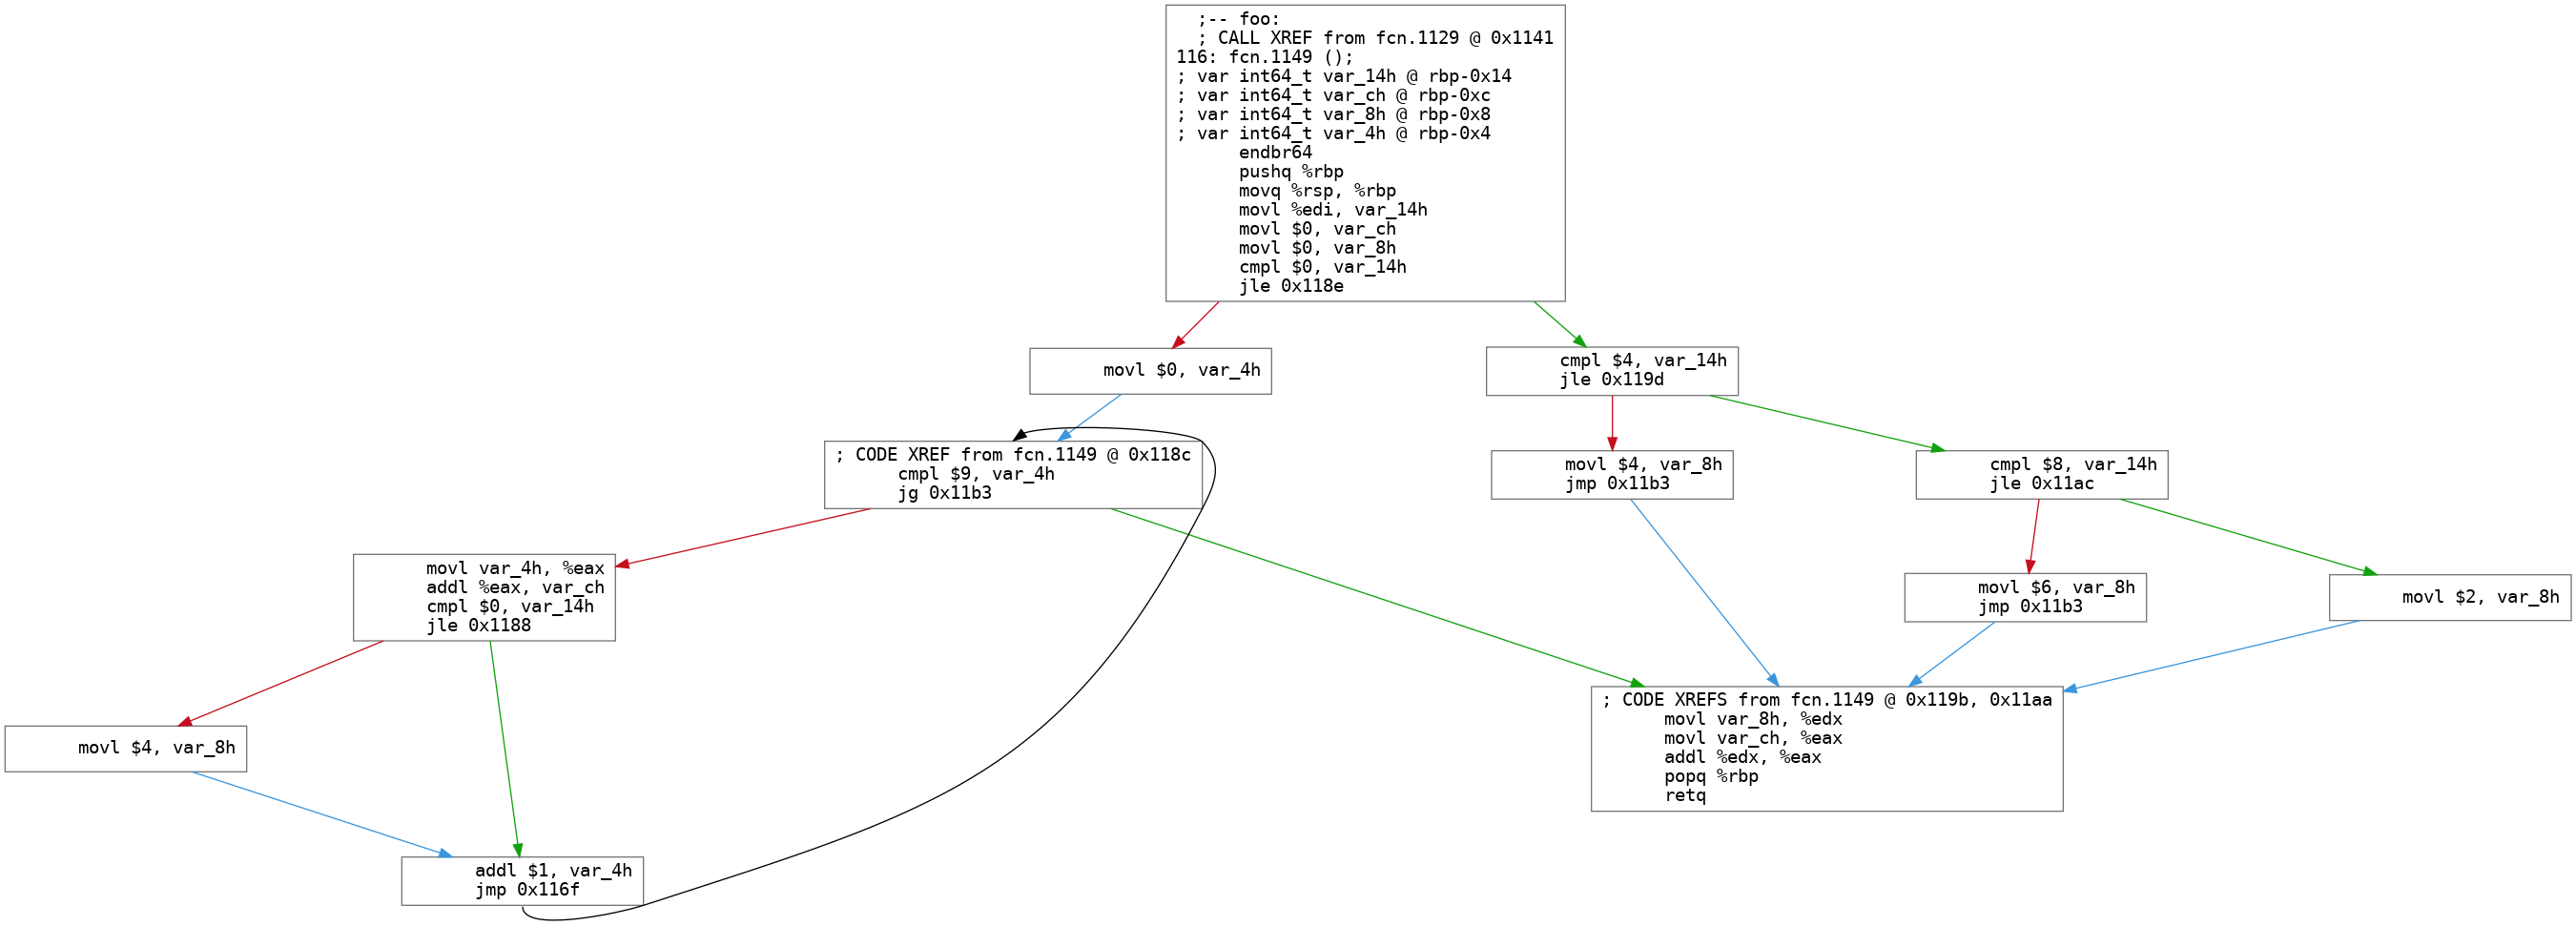 ;-- foo:
; CALL XREF from fcn.1129 @ 0x1141
116: fcn.1149 ();
; var int64_t var_14h @ rbp-0x14
; var int64_t var_ch @ rbp-0xc
; var int64_t var_8h @ rbp-0x8
; var int64_t var_4h @ rbp-0x4
endbr64
pushq %rbp
movq %rsp, %rbp
movl %edi, var_14h
movl $0, var_ch
movl $0, var_8h
cmpl $0, var_14h
jle 0x118e
movl $0, var_4h
cmpl $4, var_14h
jle 0x119d
; CODE XREF from fcn.1149 @ 0x118c
cmpl $9, var_4h
jg 0x11b3
movl $4, var_8h
jmp 0x11b3
cmpl $8, var_14h
jle 0x11ac
movl var_4h, %eax
addl %eax, var_ch
cmpl $0, var_14h
jle 0x1188
movl $6, var_8h
jmp 0x11b3
movl $2, var_8h
movl $4, var_8h
; CODE XREFS from fcn.1149 @ 0x119b, 0x11aa
movl var_8h, %edx
movl var_ch, %eax
addl %edx, %eax
popq %rbp
retq
addl $1, var_4h
jmp 0x116f